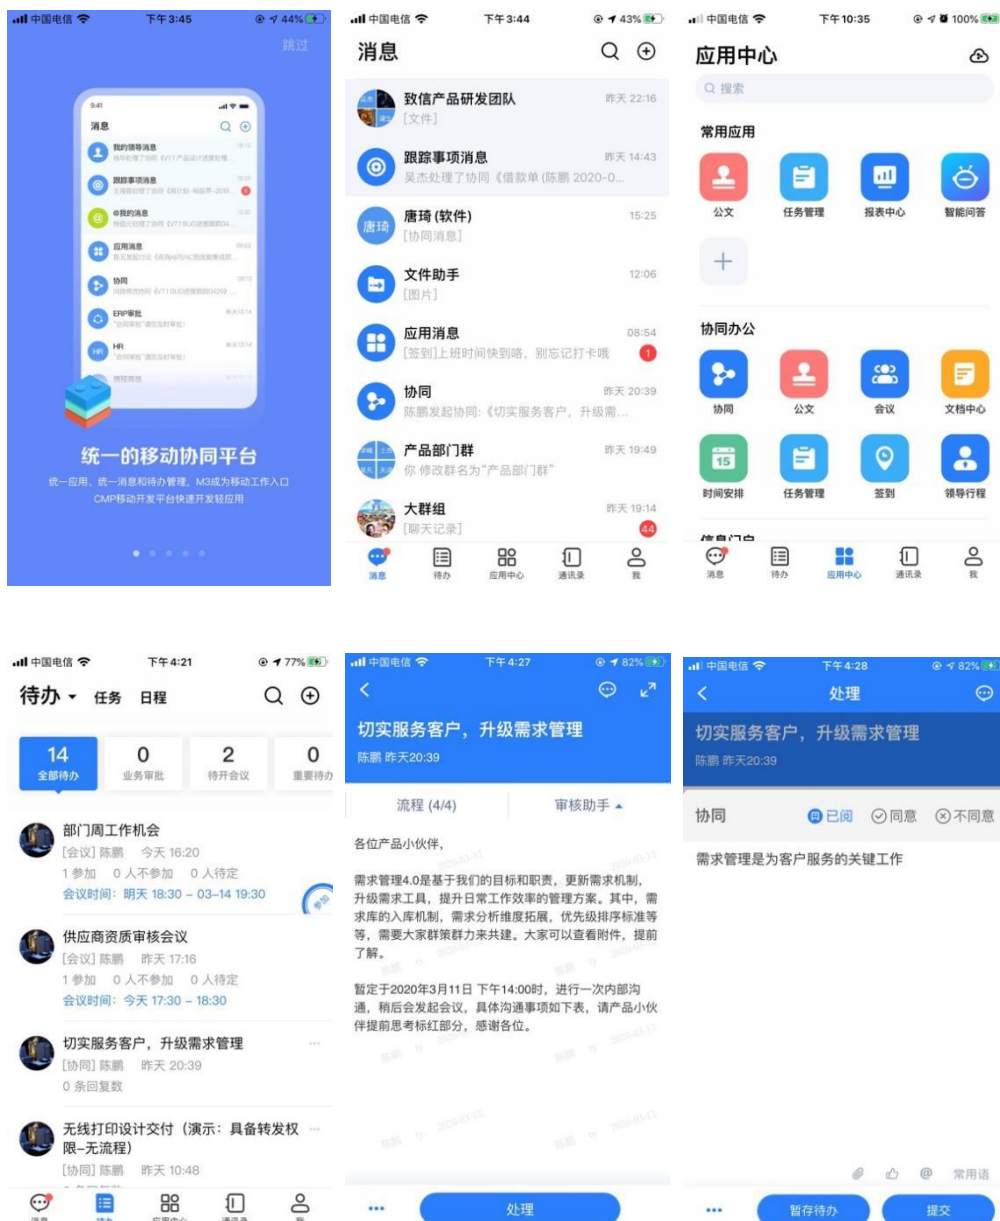 中国电信
下午3:45
44%
跳过
9:41
消息
我的领导消息
跟踪事项消息
@我的消息
应用消息
协同
ERP审批
HR
HR
统一的移动协同平台
统一应用、统一消息和待办管理，M3成为移动工作入口
CMP移动开发平台快速开发轻应用
中国电信
下午3:44
43%
消息
致信产品研发团队
昨天 22:16
[文件]
跟踪事项消息
昨天 14:43
吴杰处理了协同《借款单(陈鹏 2020-0...
唐琦
唐琦(软件)
15:25
[协同消息]
文件助手
12:06
[图片]
应用消息
08:54
[签到]上班时间快到咯，别忘记打卡哦
1
协同
昨天 20:39
陈鹏发起协同:《切实服务客户，升级需...
产品部门群
昨天 19:49
你 修改群名为“产品部门群”
大群组
昨天 19:14
[聊天记录]
44
消息
待办
应用中心
通讯录
我
中国电信
下午10:35
100%
应用中心
搜索
常用应用
公文
任务管理
报表中心
智能问答
协同办公
协同
公文
会议
文档中心
15
时间安排
任务管理
签到
领导行程
信息门户
消息
待办
应用中心
通讯录
我
中国电信
下午4:21
77%
待办
任务
日程
14
全部待办
0
业务审批
2
待开会议
0
重要待办
部门周工作机会
[会议] 陈鹏 今天 16:20
1 参加 0 人不参加 0 人待定
会议时间：明天 18:30 – 03–14 19:30
参加
供应商资质审核会议
[会议] 陈鹏 昨天 17:16
1 参加 0 人不参加 0 人待定
会议时间：今天 17:30 – 18:30
切实服务客户，升级需求管理
[协同] 陈鹏 昨天 20:39
0 条回复数
无线打印设计交付（演示：具备转发权
限–无流程）
[协同] 陈鹏 昨天 10:48
消息
待办
应用中心
通讯录
我
中国电信
下午4:27
82%
切实服务客户，升级需求管理
陈鹏 昨天20:39
流程 (4/4)
审核助手
各位产品小伙伴，
需求管理4.0是基于我们的目标和职责，更新需求机制，
升级需求工具，提升日常工作效率的管理方案。其中，需
求库的入库机制，需求分析维度拓展，优先级排序标准等
等，需要大家群策群力来共建。大家可以查看附件，提前
了解。
暂定于2020年3月11日 下午14:00时，进行一次内部沟
通，稍后会发起会议，具体沟通事项如下表，请产品小伙
伴提前思考标红部分，感谢各位。
处理
中国电信
下午4:28
82%
处理
切实服务客户，升级需求管理
陈鹏 昨天20:39
协同
已阅
同意
不同意
需求管理是为客户服务的关键工作
@
常用语
暂存待办
提交